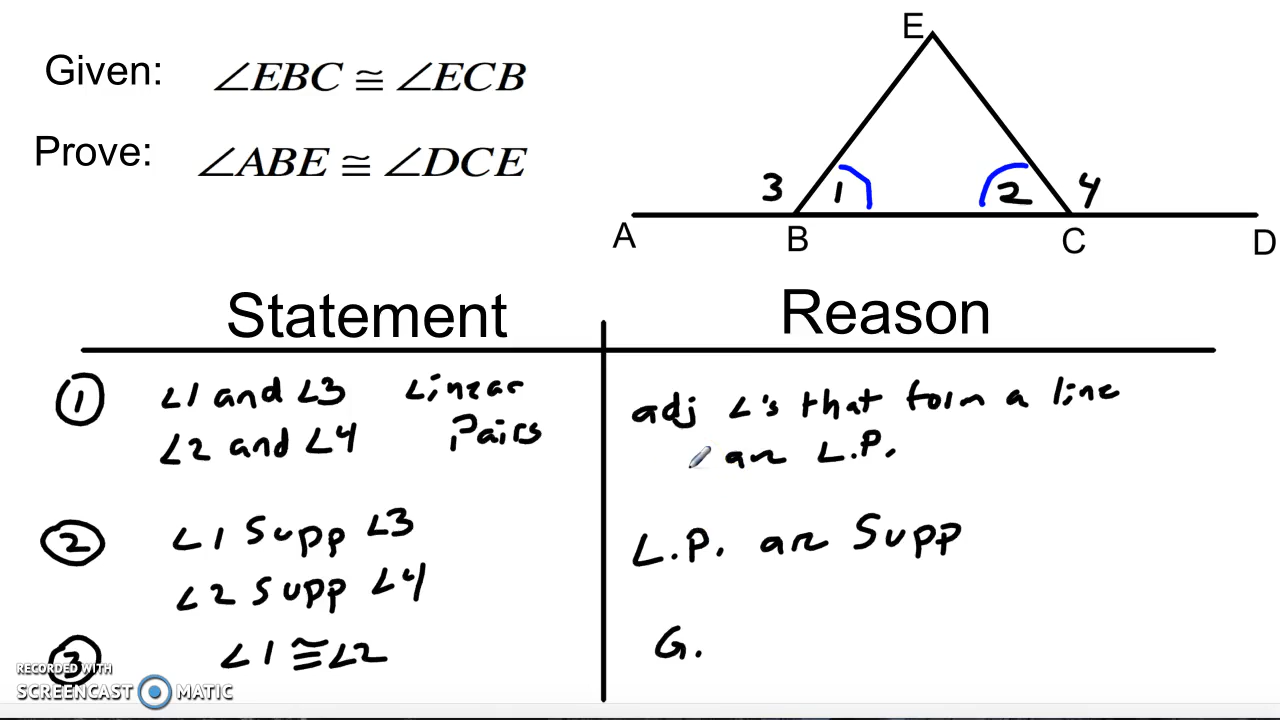 Given: ∠EBC ≅ ∠ECB
Prove: ∠ABE ≅ ∠DCE
E
3 1 2 4
A B C D
Statement Reason
① ∠1 and ∠3 Linear
∠2 and ∠4 Pairs
adj ∠'s that form a line
are L.P.
② ∠1 Supp ∠3
∠2 Supp ∠4
L.P. are Supp
③ ∠1 ≅ ∠2
G.
RECORDED WITH
SCREENCAST MATIC